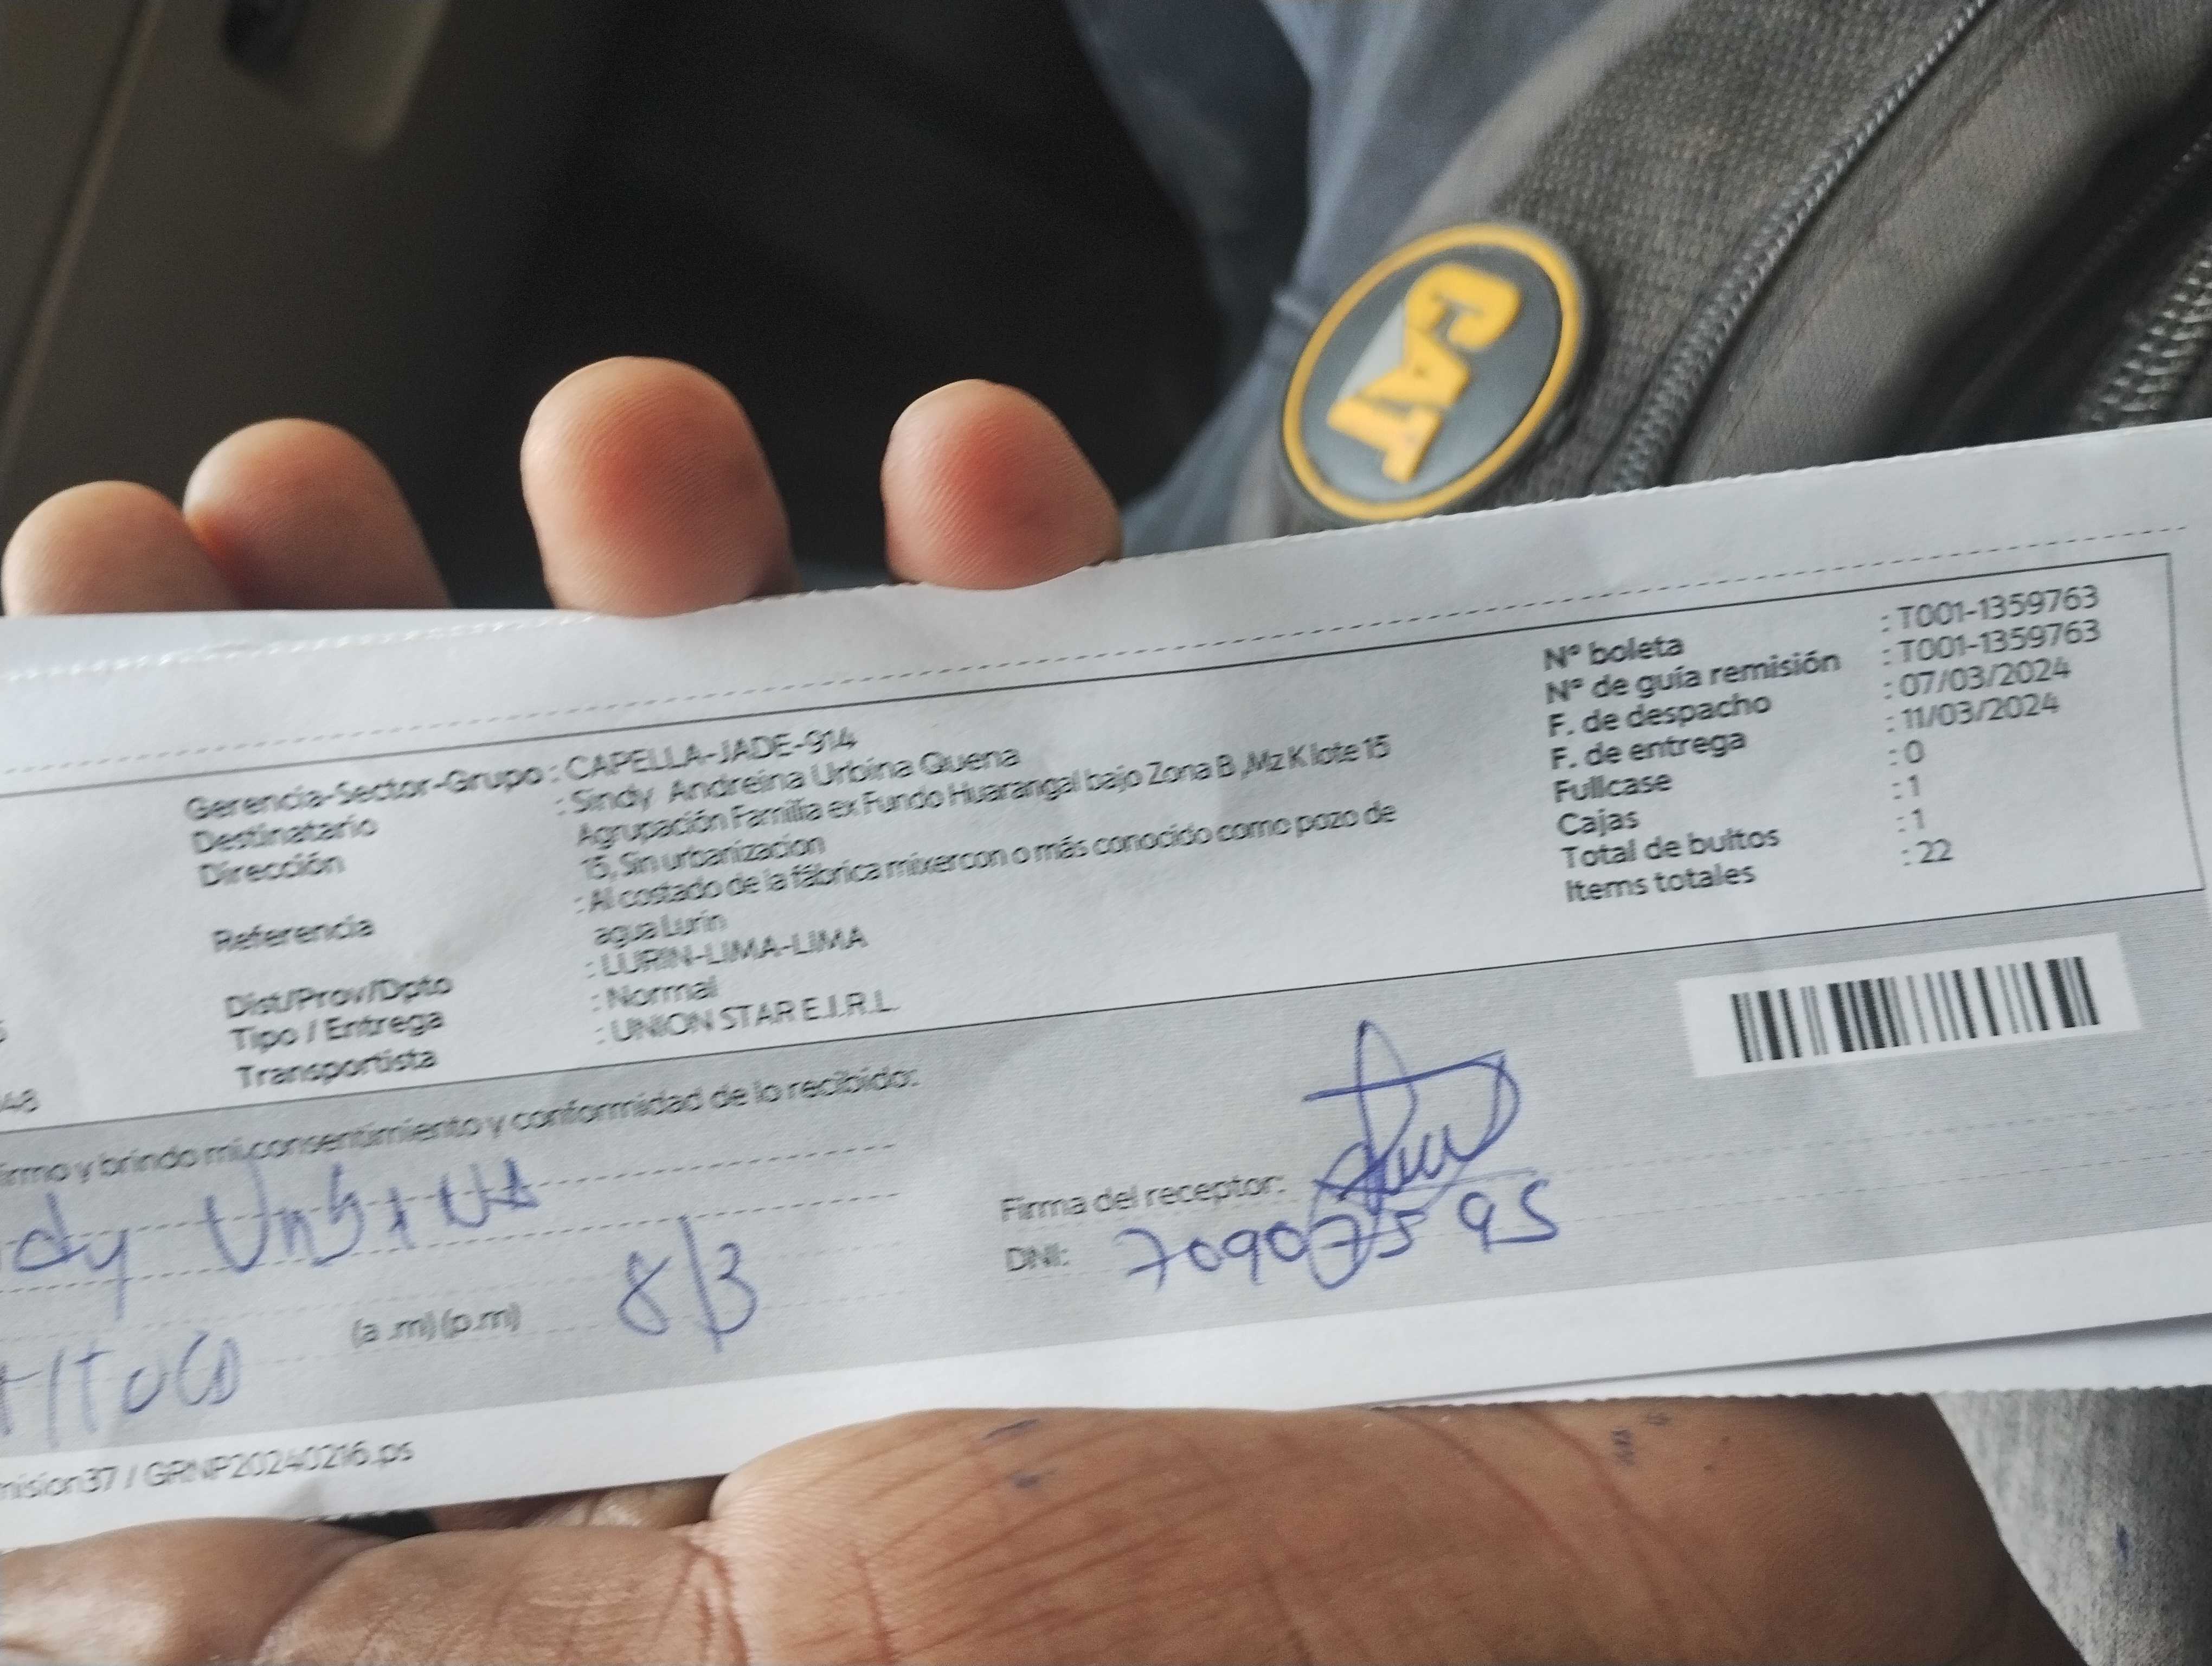 CAT
Nº boleta : T001-1359763
Nº de guía remisión : T001-1359763
F. de despacho : 07/03/2024
F. de entrega : 11/03/2024
Fullcase : 0
Cajas : 1
Total de bultos : 1
Items totales : 22
Gerencia-Sector-Grupo : CAPELLA-JADE-914
Destinatario : Sindy Andreina Urbina Quena
Dirección Agrupación Familia ex Fundo Huarangal bajo Zona B ,Mz K lote 15
15, Sin urbanizacion
Referencia : Al costado de la fábrica mixercon o más conocido como pozo de
agua Lurin
Dist/Prov/Dpto : LURIN-LIMA-LIMA
Tipo / Entrega : Normal
Transportista : UNION STAR E.I.R.L.
48
irmo y brindo mi consentimiento y conformidad de lo recibido:
dy
(a .m) (p.m) 8/3
Firma del receptor:
DNI: 70907595
mision37 / GRNP20240216.ps